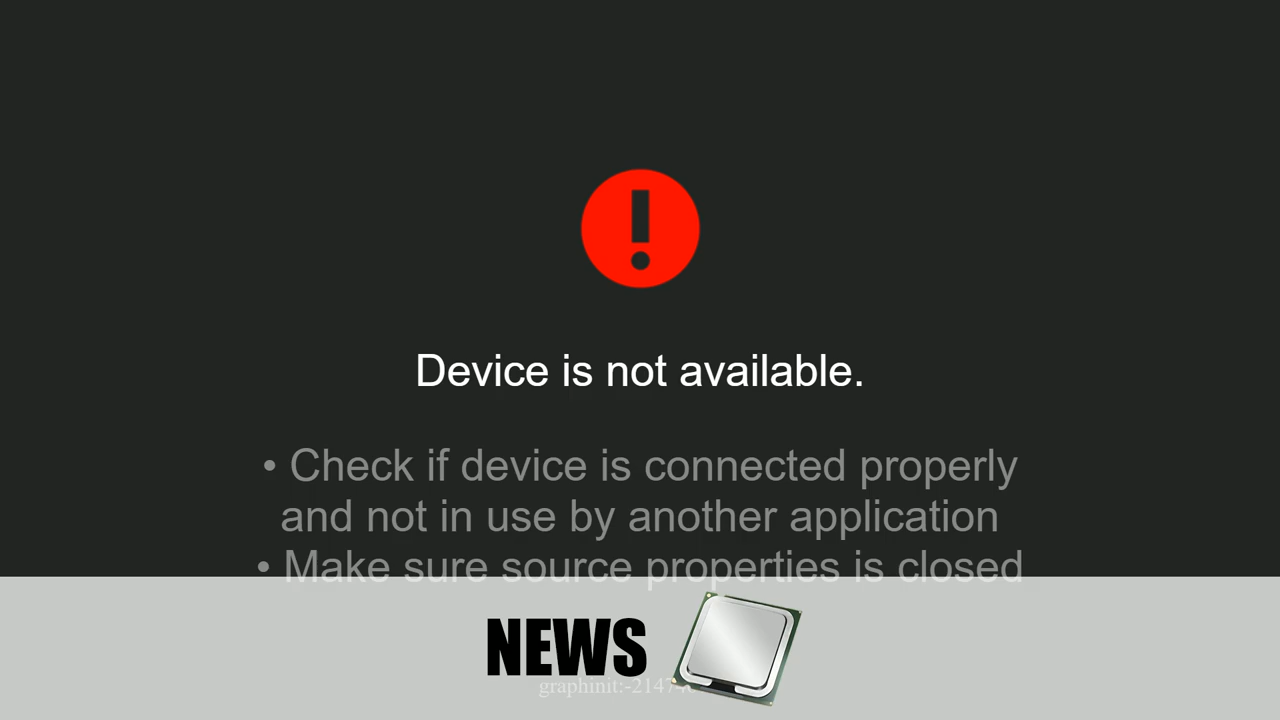 Device is not available.
• Check if device is connected properly
and not in use by another application
• Make sure source properties is closed
NEWS